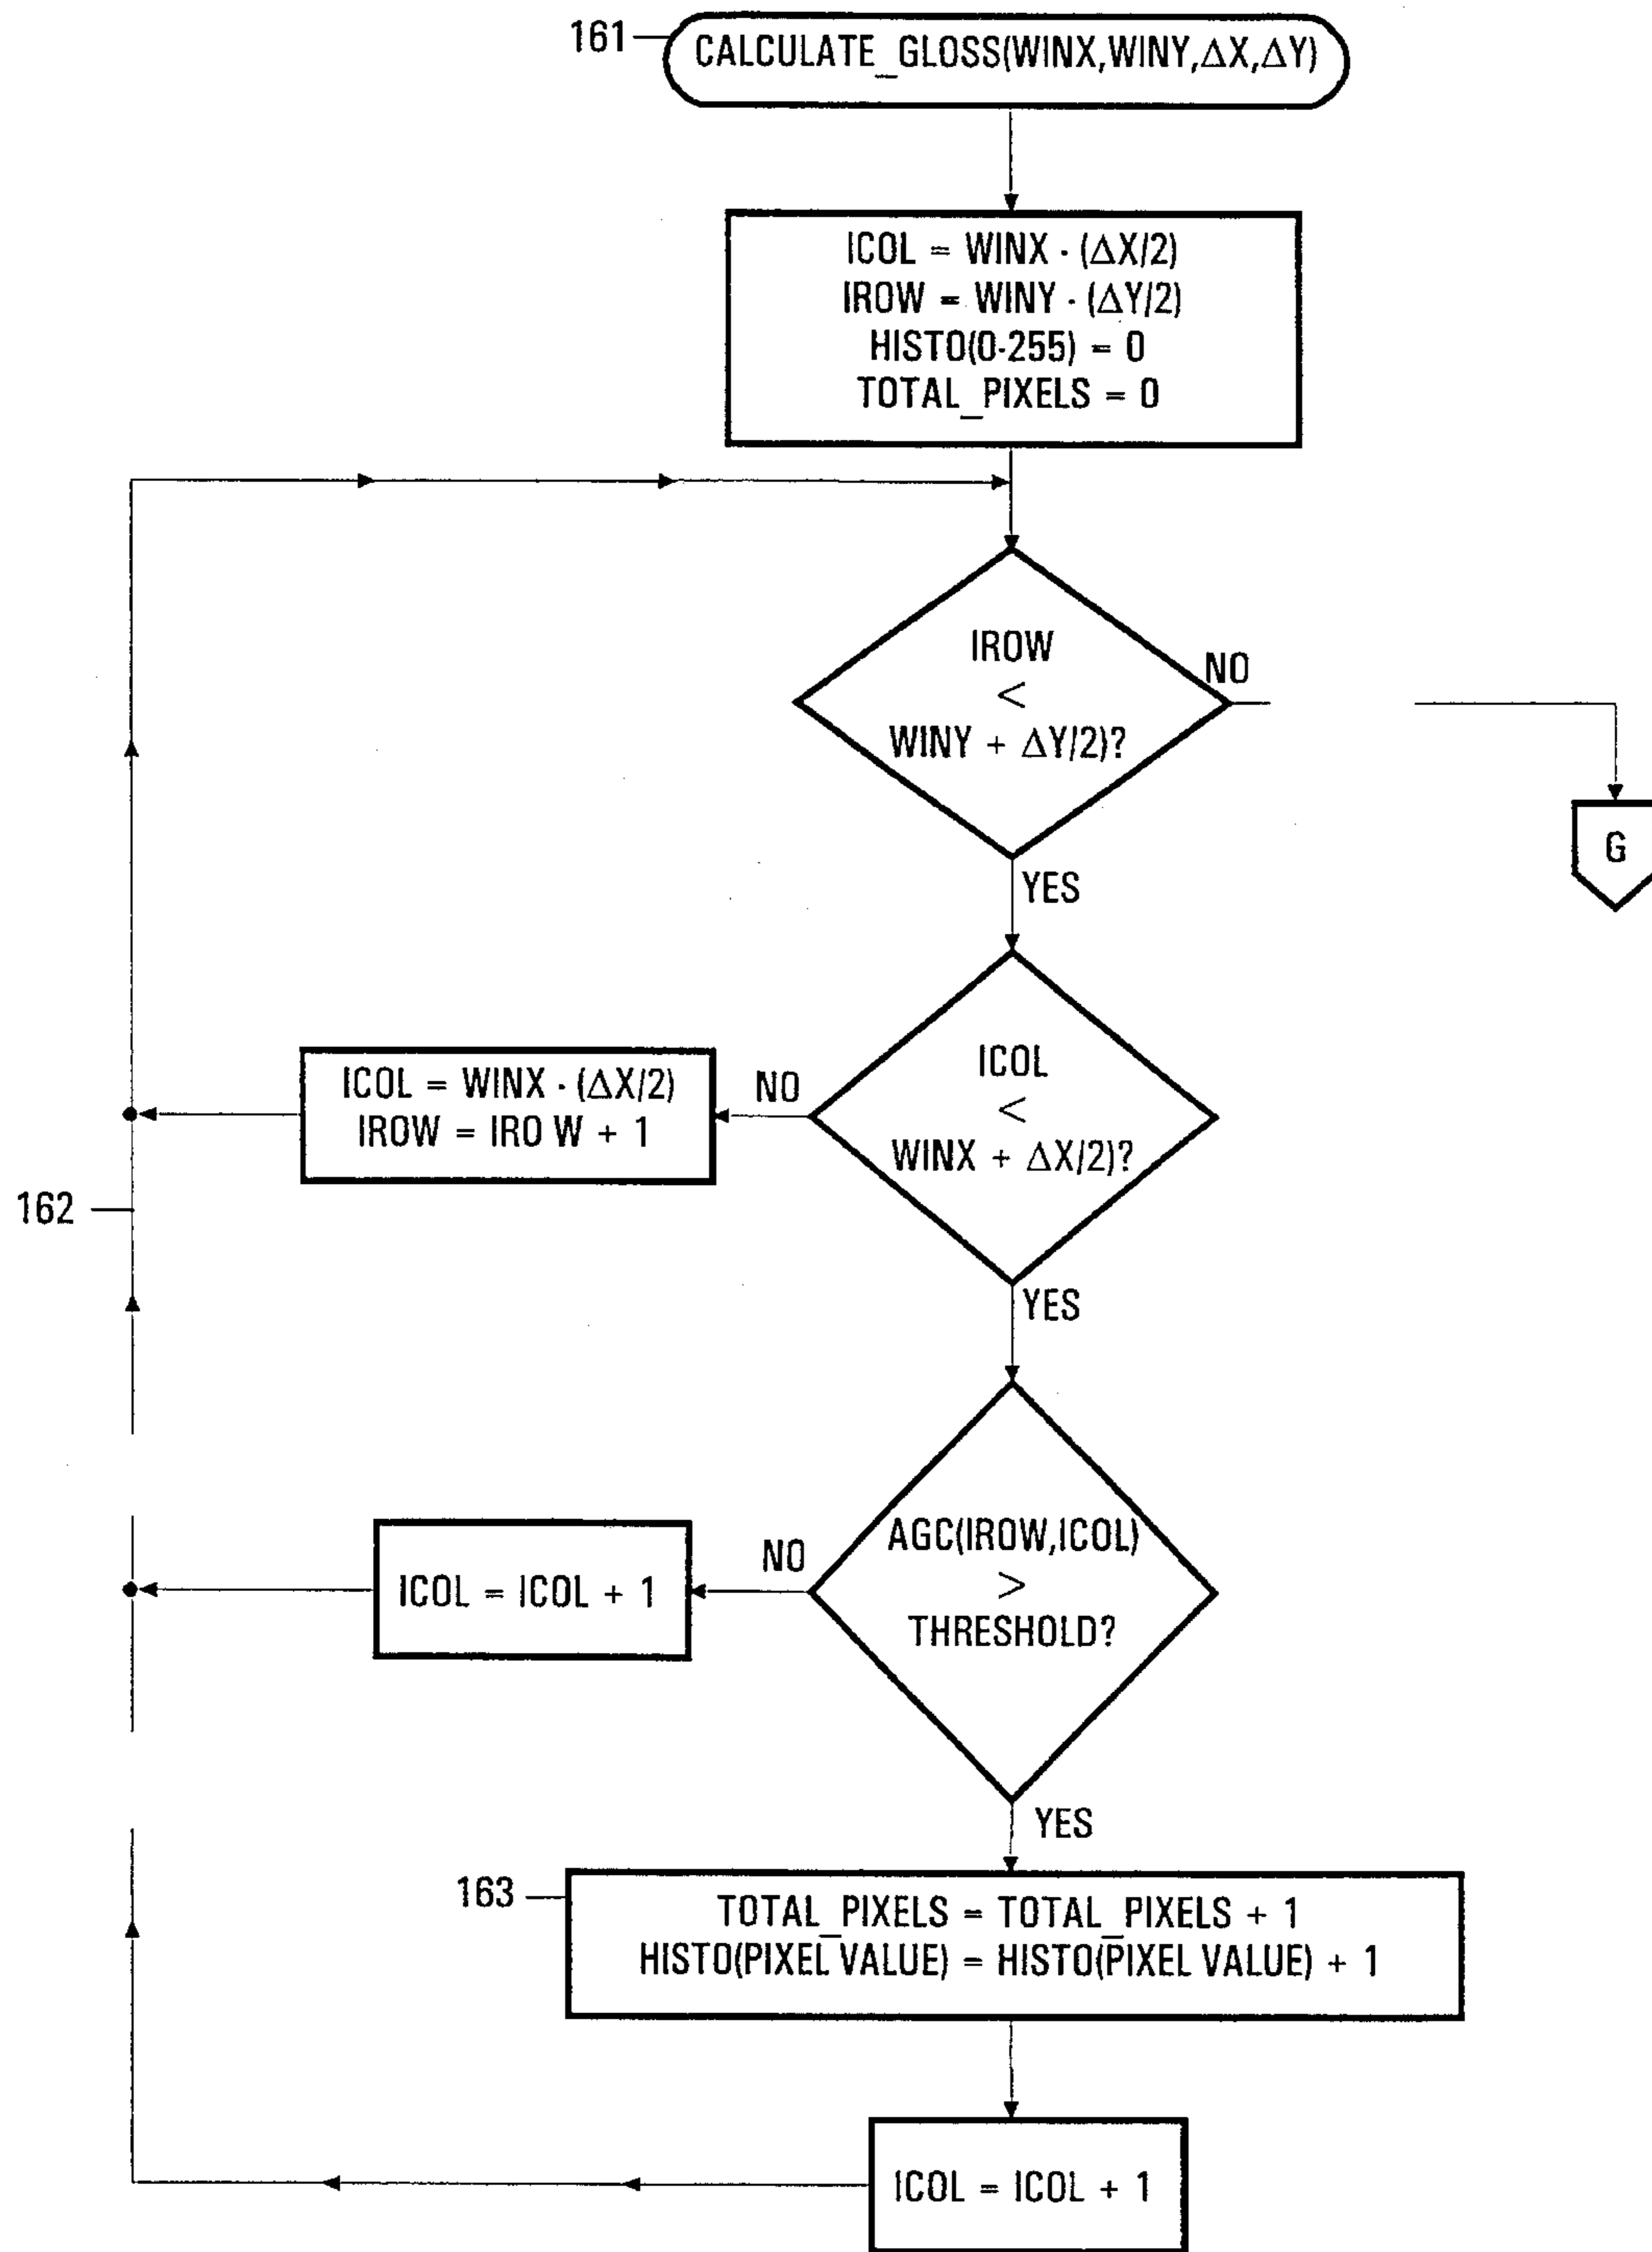 161
CALCULATE_GLOSS(WINX,WINY,ΔX,ΔY)
ICOL = WINX - (ΔX/2)
IROW = WINY - (ΔY/2)
HISTO(0-255) = 0
TOTAL_PIXELS = 0
IROW
<
WINY + ΔY/2)?
NO
G
YES
ICOL
<
WINX + ΔX/2)?
NO
ICOL = WINX - (ΔX/2)
IROW = IRO W + 1
162
YES
AGC(IROW,ICOL)
>
THRESHOLD?
NO
ICOL = ICOL + 1
YES
163
TOTAL_PIXELS = TOTAL_PIXELS + 1
HISTO(PIXEL VALUE) = HISTO(PIXEL VALUE) + 1
ICOL = ICOL + 1